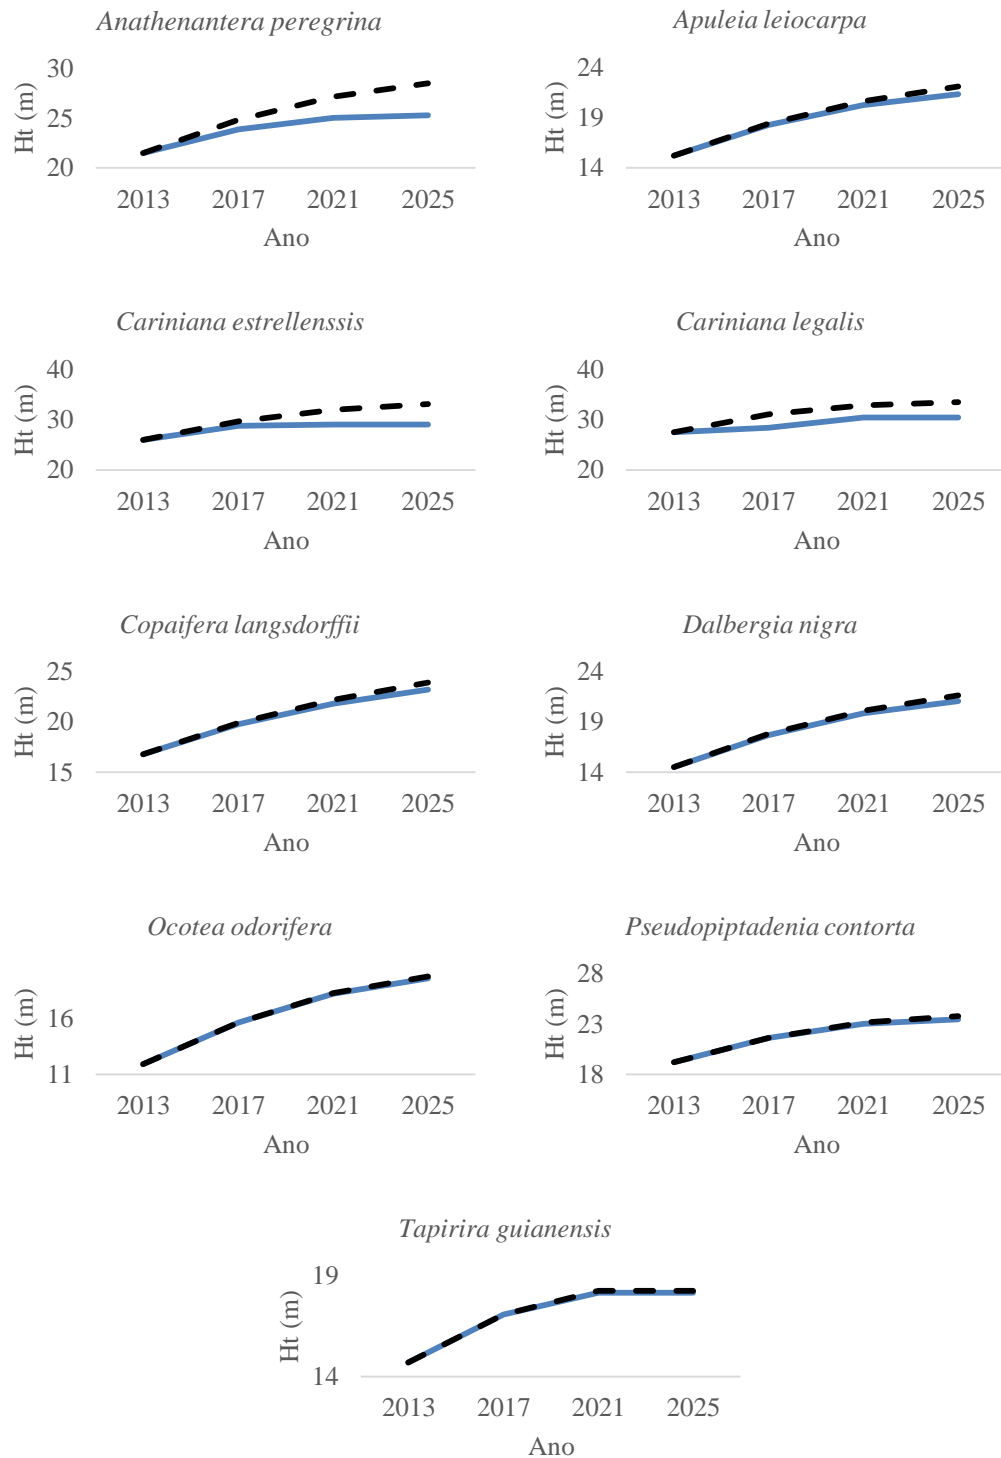 Anathenantera peregrina
Ht (m)
30
25
20
2013 2017 2021 2025
Ano
Apuleia leiocarpa
Ht (m)
24
19
14
2013 2017 2021 2025
Ano
Cariniana estrellenssis
Ht (m)
40
30
20
2013 2017 2021 2025
Ano
Cariniana legalis
Ht (m)
40
30
20
2013 2017 2021 2025
Ano
Copaifera langsdorffii
Ht (m)
25
20
15
2013 2017 2021 2025
Ano
Dalbergia nigra
Ht (m)
24
19
14
2013 2017 2021 2025
Ano
Ocotea odorifera
Ht (m)
16
11
2013 2017 2021 2025
Ano
Pseudopiptadenia contorta
Ht (m)
28
23
18
2013 2017 2021 2025
Ano
Tapirira guianensis
Ht (m)
19
14
2013 2017 2021 2025
Ano